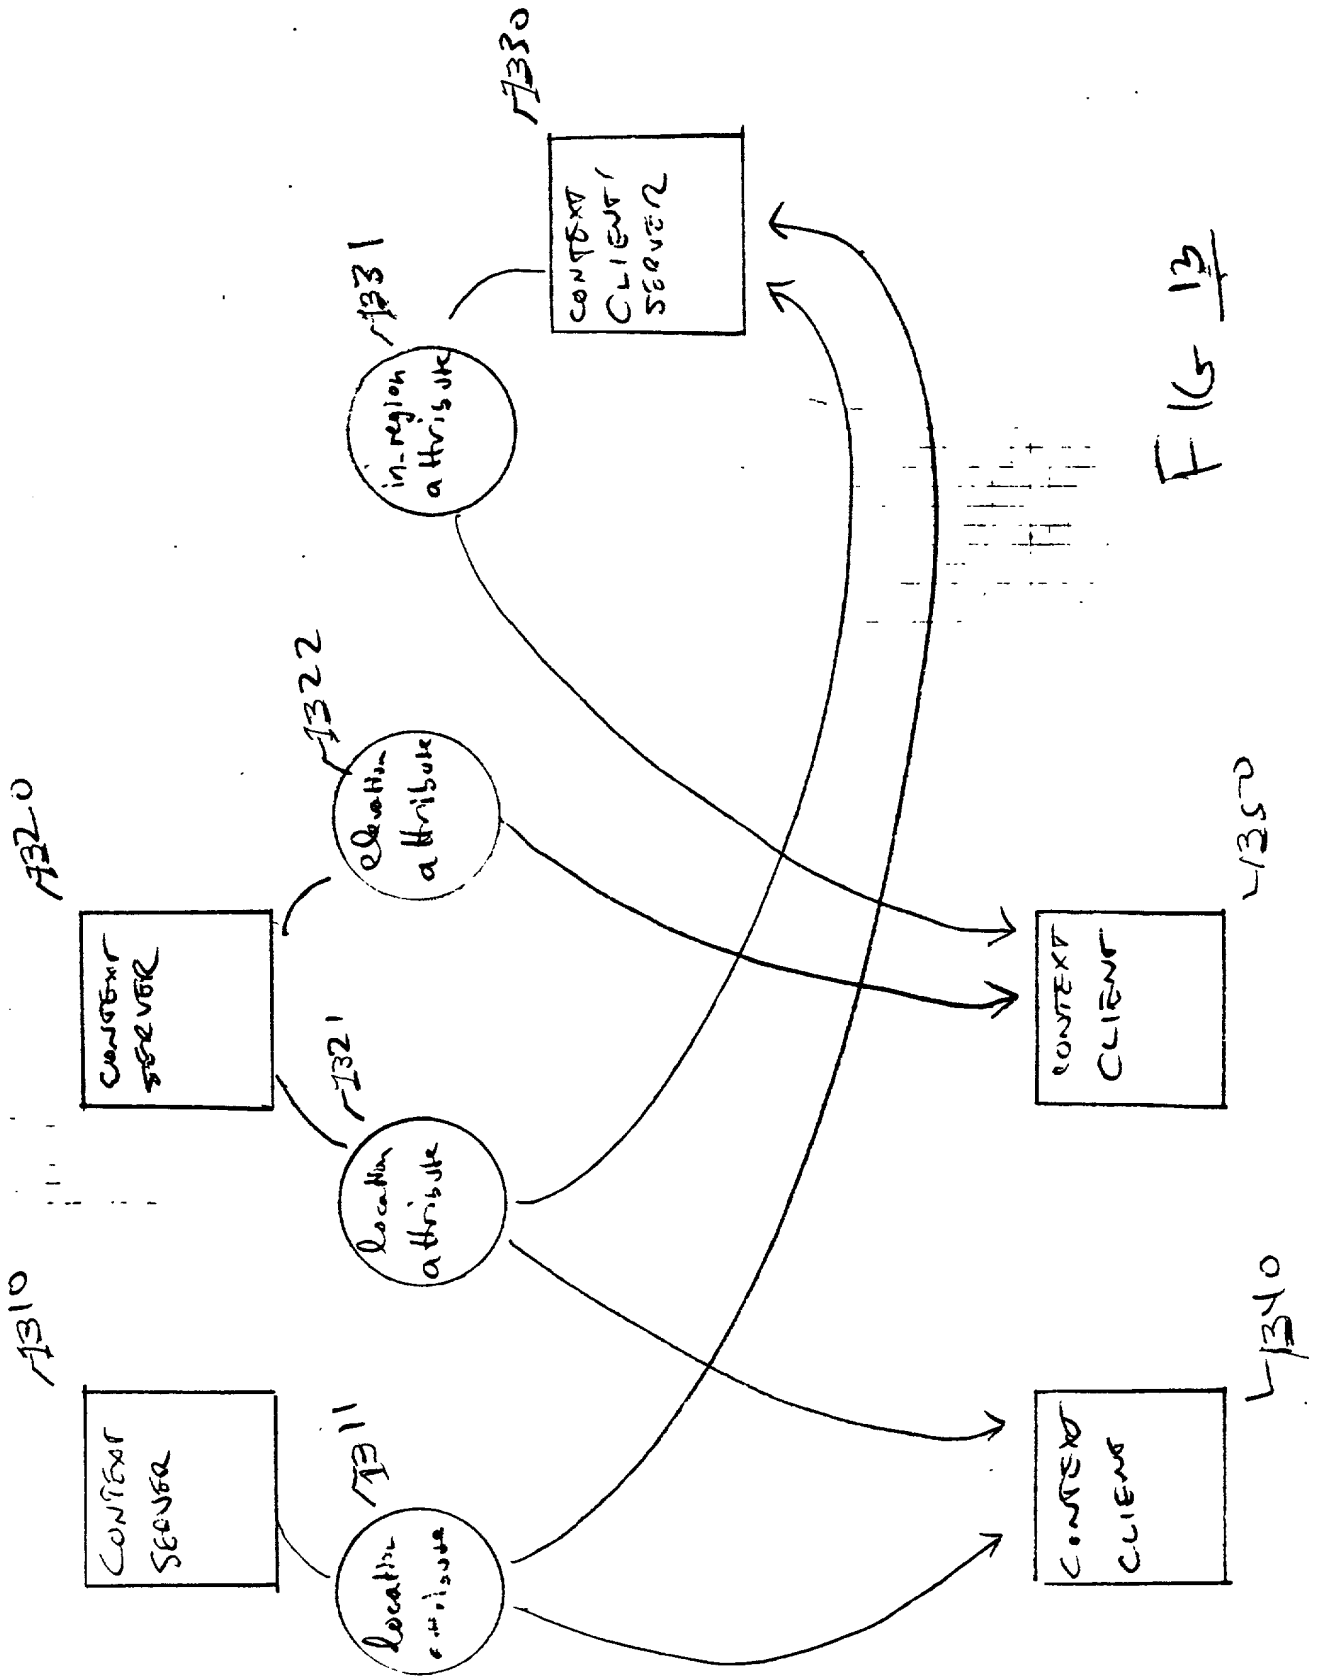 1310
CONTEXT
SERVER
1311
location
attribute
1320
CONTEXT
SERVER
1321
location
attribute
1322
elevation
attribute
1331
in-region
attribute
1330
CONTEXT
CLIENT/
SERVER
CONTEXT
CLIENT
1340
CONTEXT
CLIENT
1350
FIG 13